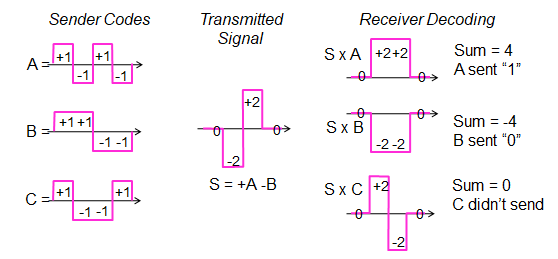 Sender Codes
Transmitted
Signal
Receiver Decoding
A = +1 -1 +1 -1
B = +1 +1 -1 -1
C = +1 -1 -1 +1
0 -2 +2 0
S = +A -B
S x A 0 +2 +2 0
Sum = 4
A sent “1”
S x B 0 -2 -2 0
Sum = -4
B sent “0”
S x C 0 +2 -2 0
Sum = 0
C didn’t send